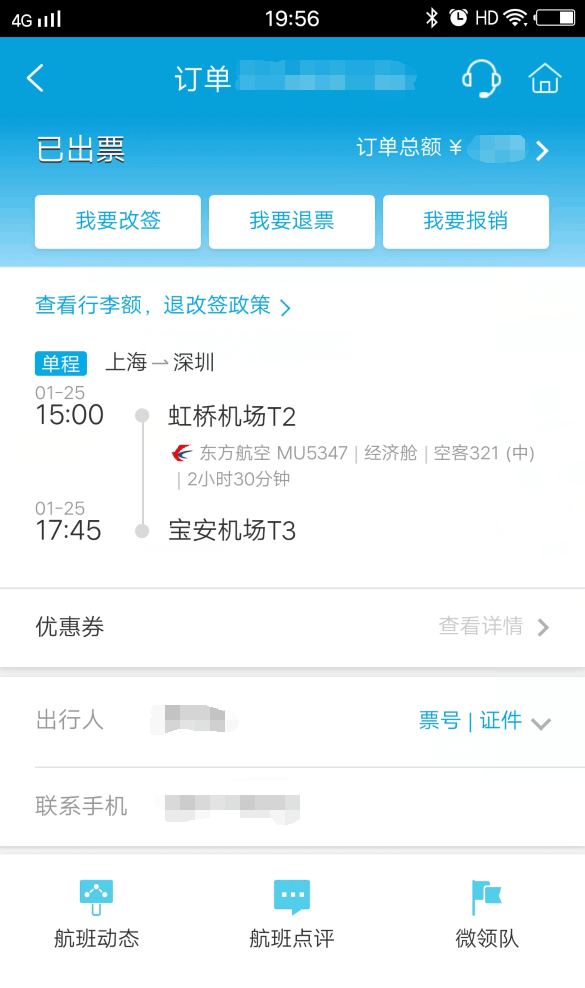 4G 19:56 HD
订单
已出票 订单总额 ¥
我要改签 我要退票 我要报销
查看行李额，退改签政策
单程 上海 深圳
01-25
15:00 虹桥机场T2
东方航空 MU5347 | 经济舱 | 空客321 (中)
| 2小时30分钟
01-25
17:45 宝安机场T3
优惠券 查看详情
出行人 票号 | 证件
联系手机
航班动态 航班点评 微领队